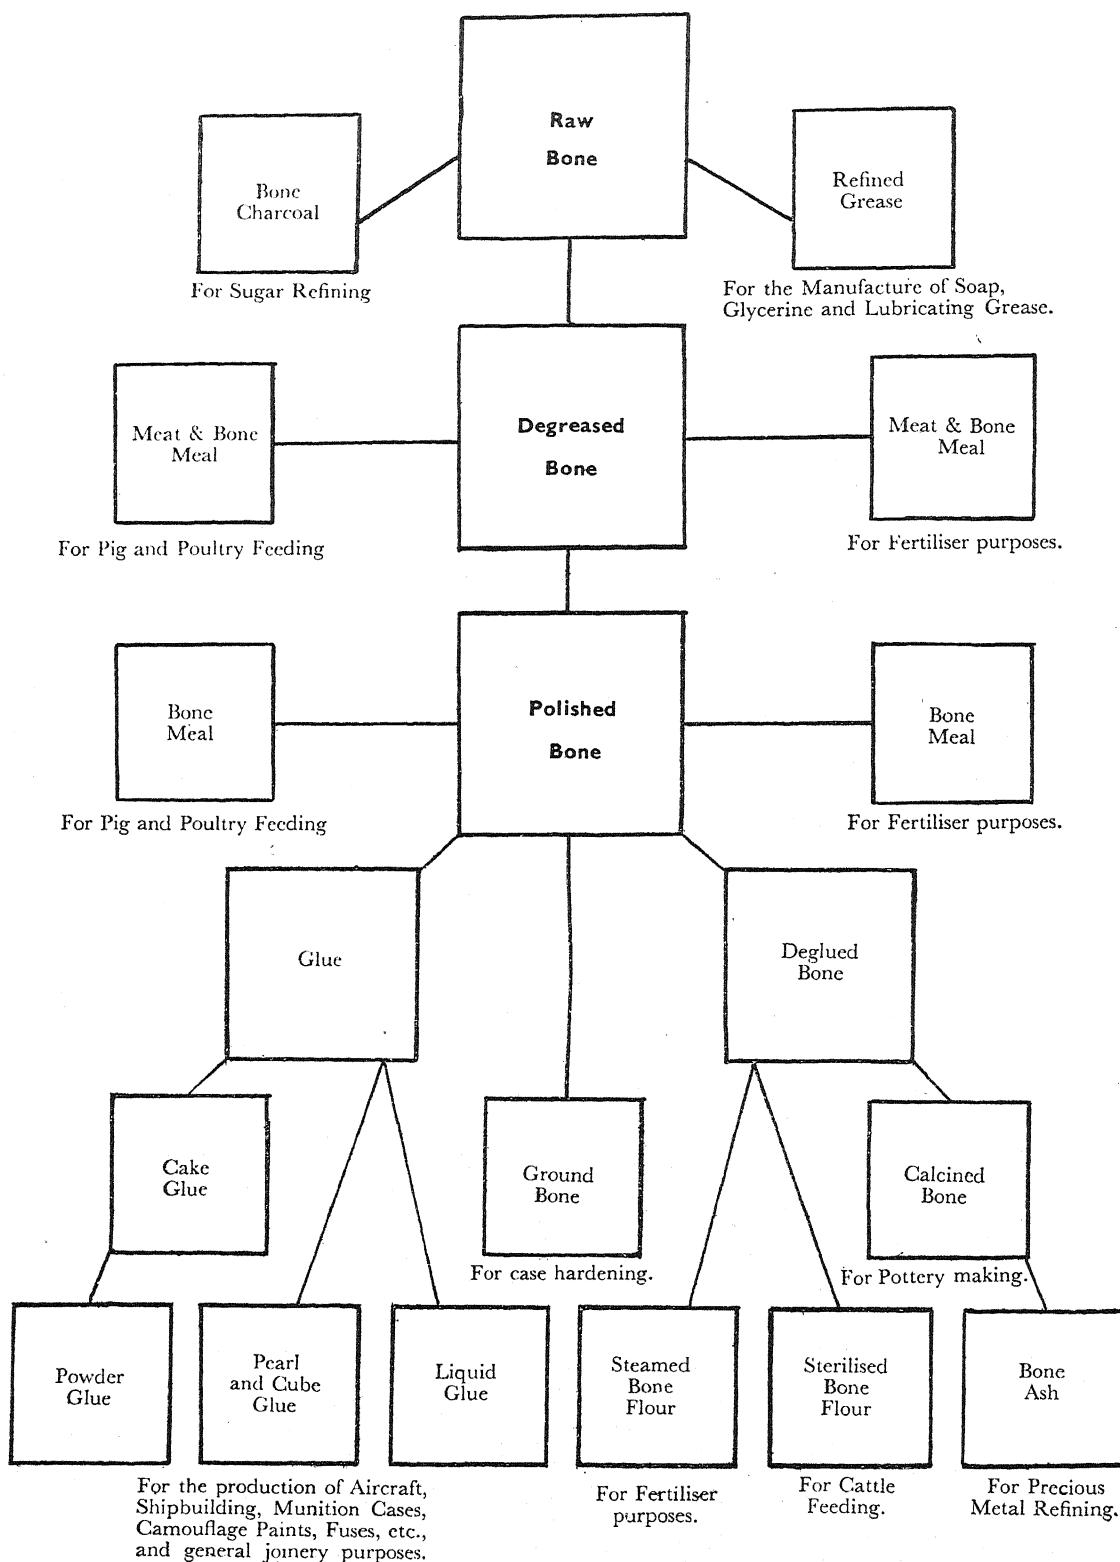 Raw
Bone
Bone
Charcoal
For Sugar Refining
Refined
Grease
For the Manufacture of Soap,
Glycerine and Lubricating Grease.
Degreased
Bone
Meat & Bone
Meal
For Pig and Poultry Feeding
Meat & Bone
Meal
For Fertiliser purposes.
Polished
Bone
Bone
Meal
For Pig and Poultry Feeding
Bone
Meal
For Fertiliser purposes.
Glue
Deglued
Bone
Cake
Glue
Ground
Bone
For case hardening.
Calcined
Bone
For Pottery making.
Powder
Glue
Pearl
and Cube
Glue
Liquid
Glue
For the production of Aircraft,
Shipbuilding, Munition Cases,
Camouflage Paints, Fuses, etc.,
and general joinery purposes.
Steamed
Bone
Flour
For Fertiliser
purposes.
Sterilised
Bone
Flour
For Cattle
Feeding.
Bone
Ash
For Precious
Metal Refining.